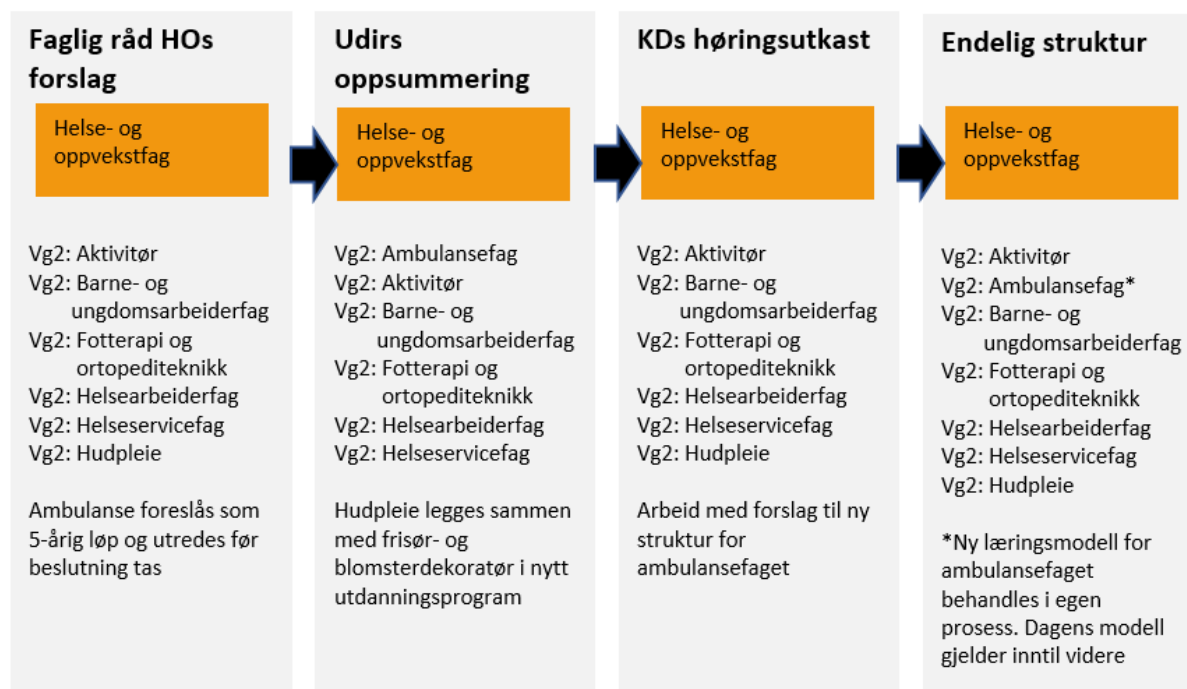 Faglig råd HOs
forslag
Helse- og
oppvekstfag
Vg2: Aktivitør
Vg2: Barne- og
ungdomsarbeiderfag
Vg2: Fotterapi og
ortopediteknikk
Vg2: Helsearbeiderfag
Vg2: Helseservicefag
Vg2: Hudpleie
Ambulanse foreslås som
5-årig løp og utredes før
beslutning tas
Udirs
oppsummering
Helse- og
oppvekstfag
Vg2: Ambulansefag
Vg2: Aktivitør
Vg2: Barne- og
ungdomsarbeiderfag
Vg2: Fotterapi og
ortopediteknikk
Vg2: Helsearbeiderfag
Vg2: Helseservicefag
Hudpleie legges sammen
med frisør- og
blomsterdekoratør i nytt
utdanningsprogram
KDs høringsutkast
Helse- og
oppvekstfag
Vg2: Aktivitør
Vg2: Barne- og
ungdomsarbeiderfag
Vg2: Fotterapi og
ortopediteknikk
Vg2: Helsearbeiderfag
Vg2: Helseservicefag
Vg2: Hudpleie
Arbeid med forslag til ny
struktur for
ambulansefaget
Endelig struktur
Helse- og
oppvekstfag
Vg2: Aktivitør
Vg2: Ambulansefag*
Vg2: Barne- og
ungdomsarbeiderfag
Vg2: Fotterapi og
ortopediteknikk
Vg2: Helsearbeiderfag
Vg2: Helseservicefag
Vg2: Hudpleie
*Ny læringsmodell for
ambulansefaget
behandles i egen
prosess. Dagens modell
gjelder inntil videre